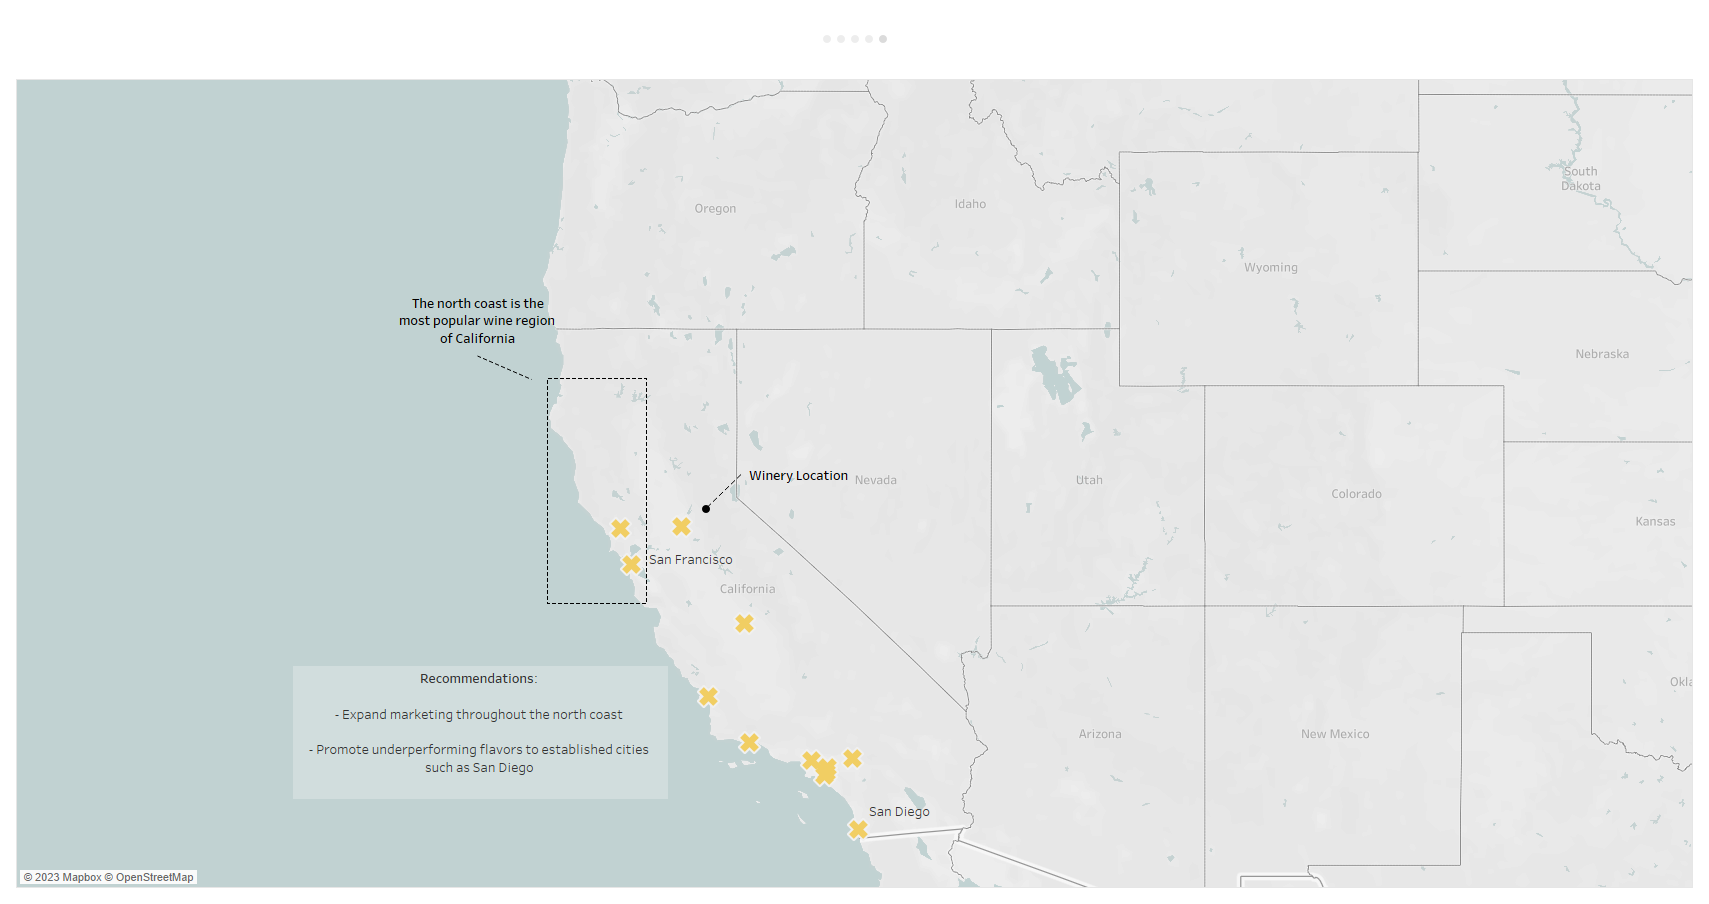 South
Dakota
Oregon
Idaho
Wyoming
The north coast is the
most popular wine region
of California
Nebraska
Winery Location
Nevada
Utah
Colorado
Kansas
San Francisco
California
Recommendations:
- Expand marketing throughout the north coast
- Promote underperforming flavors to established cities
such as San Diego
Okla
Arizona
New Mexico
San Diego
© 2023 Mapbox © OpenStreetMap